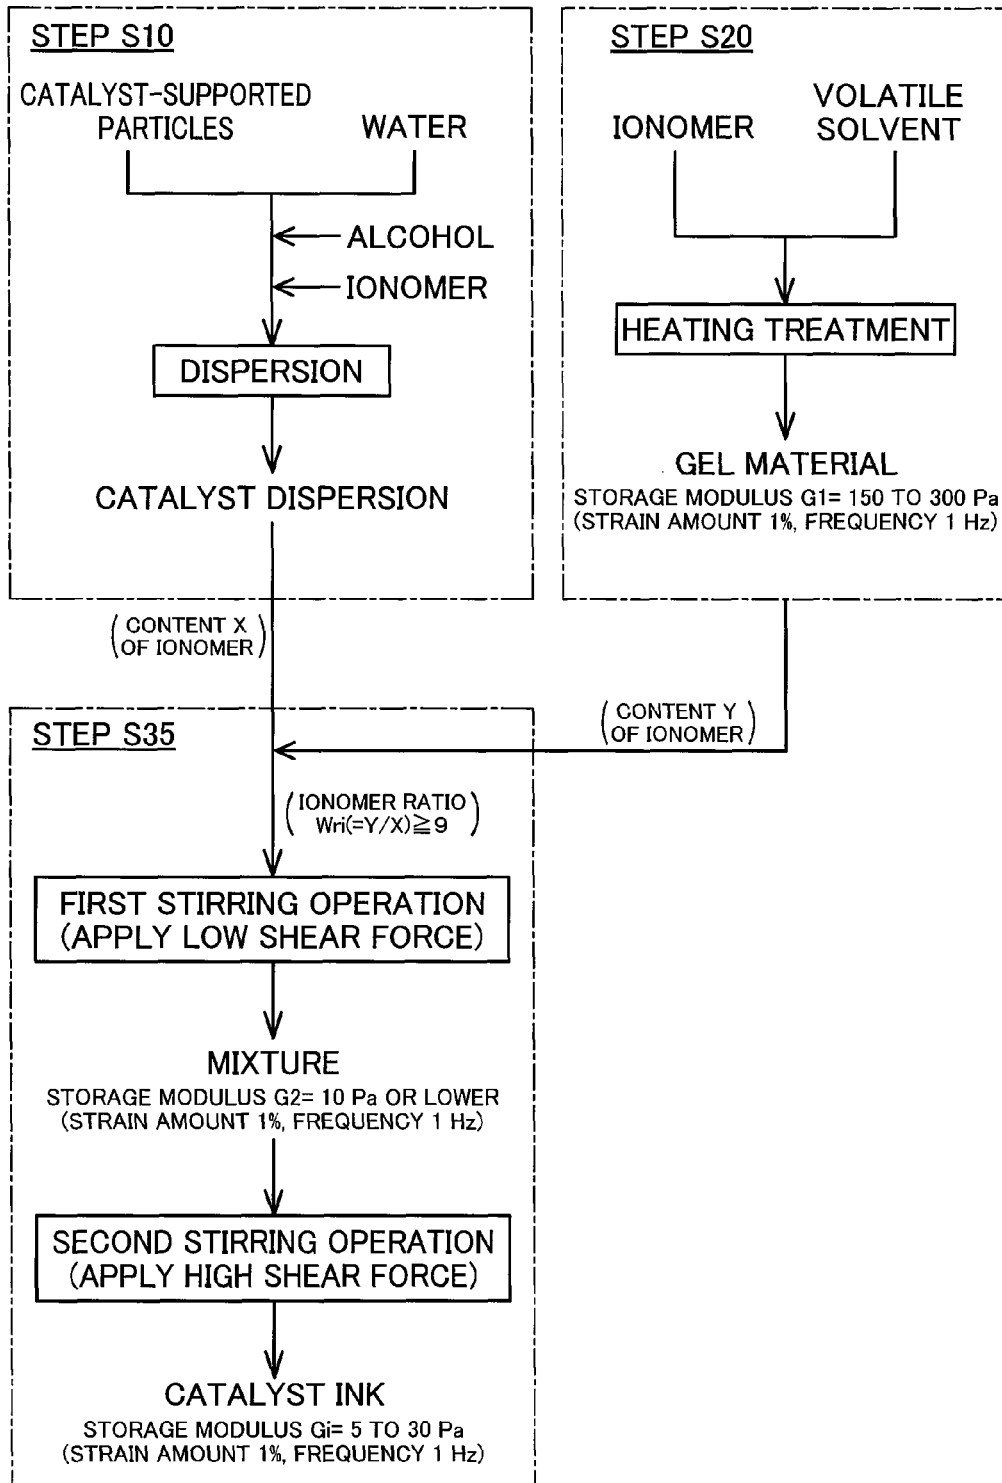 STEP S10
CATALYST-SUPPORTED
PARTICLES
WATER
ALCOHOL
IONOMER
DISPERSION
CATALYST DISPERSION
(CONTENT X
OF IONOMER)
STEP S20
IONOMER
VOLATILE
SOLVENT
HEATING TREATMENT
GEL MATERIAL
STORAGE MODULUS G1= 150 TO 300 Pa
(STRAIN AMOUNT 1%, FREQUENCY 1 Hz)
(CONTENT Y
OF IONOMER)
STEP S35
(IONOMER RATIO
Wri(=Y/X)≧9)
FIRST STIRRING OPERATION
(APPLY LOW SHEAR FORCE)
MIXTURE
STORAGE MODULUS G2= 10 Pa OR LOWER
(STRAIN AMOUNT 1%, FREQUENCY 1 Hz)
SECOND STIRRING OPERATION
(APPLY HIGH SHEAR FORCE)
CATALYST INK
STORAGE MODULUS Gi= 5 TO 30 Pa
(STRAIN AMOUNT 1%, FREQUENCY 1 Hz)